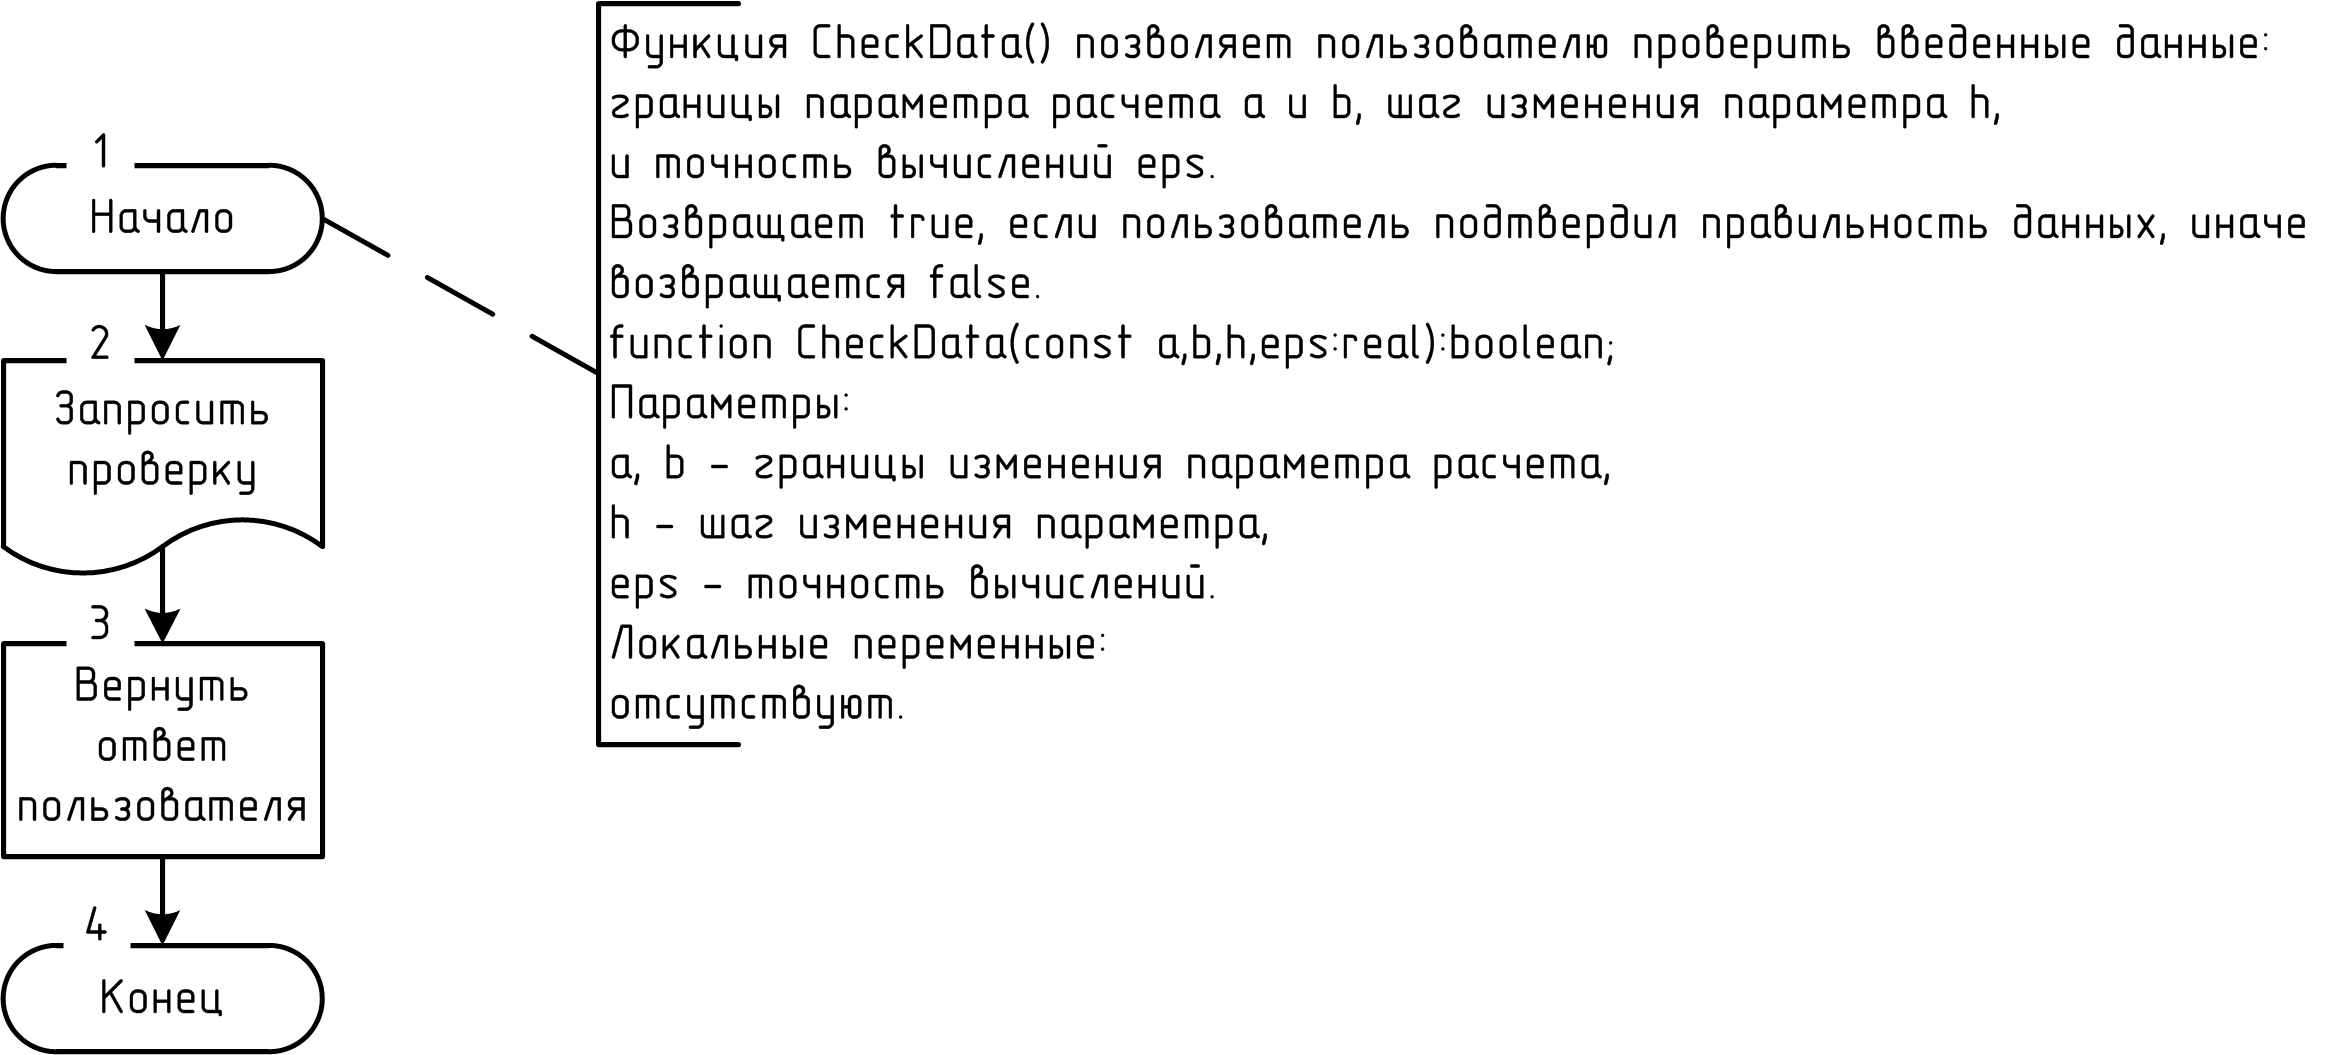 1
Начало
2
Запросить
проверку
3
Вернуть
ответ
пользователя
4
Конец
Функция CheckData() позволяет пользователю проверить введенные данные:
границы параметра расчета a и b, шаг изменения параметра h,
и точность вычислений eps.
Возвращает true, если пользователь подтвердил правильность данных, иначе
возвращается false.
function CheckData(const a,b,h,eps:real):boolean;
Параметры:
a, b – границы изменения параметра расчета,
h – шаг изменения параметра,
eps – точность вычислений.
Локальные переменные:
отсутствуют.